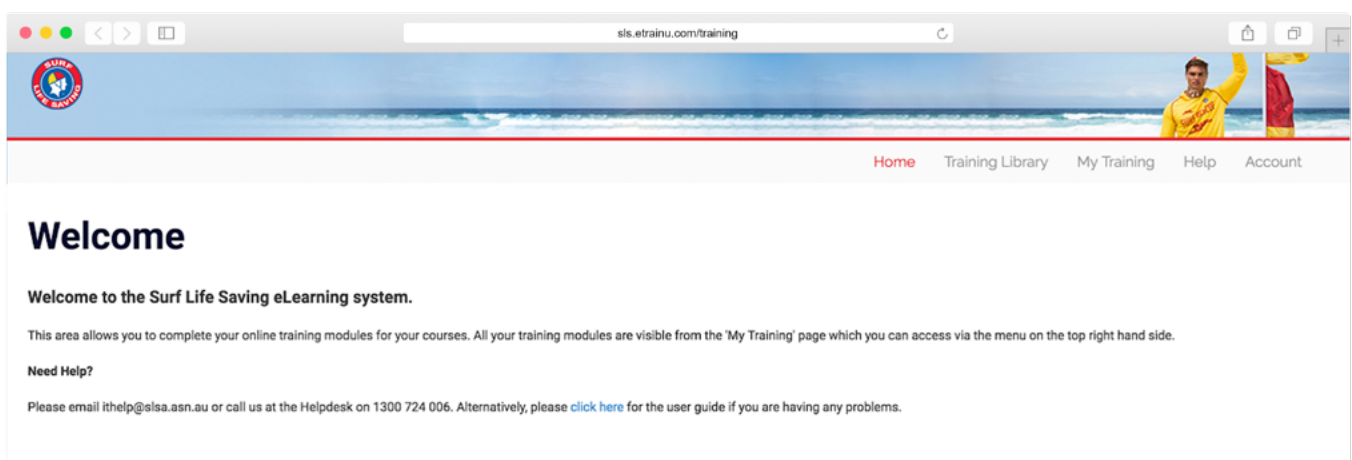 sls.etrainu.com/training
SURF
LIFE SAVING
Home Training Library My Training Help Account
Welcome
Welcome to the Surf Life Saving eLearning system.
This area allows you to complete your online training modules for your courses. All your training modules are visible from the 'My Training' page which you can access via the menu on the top right hand side.
Need Help?
Please email ithelp@slsa.asn.au or call us at the Helpdesk on 1300 724 006. Alternatively, please click here for the user guide if you are having any problems.